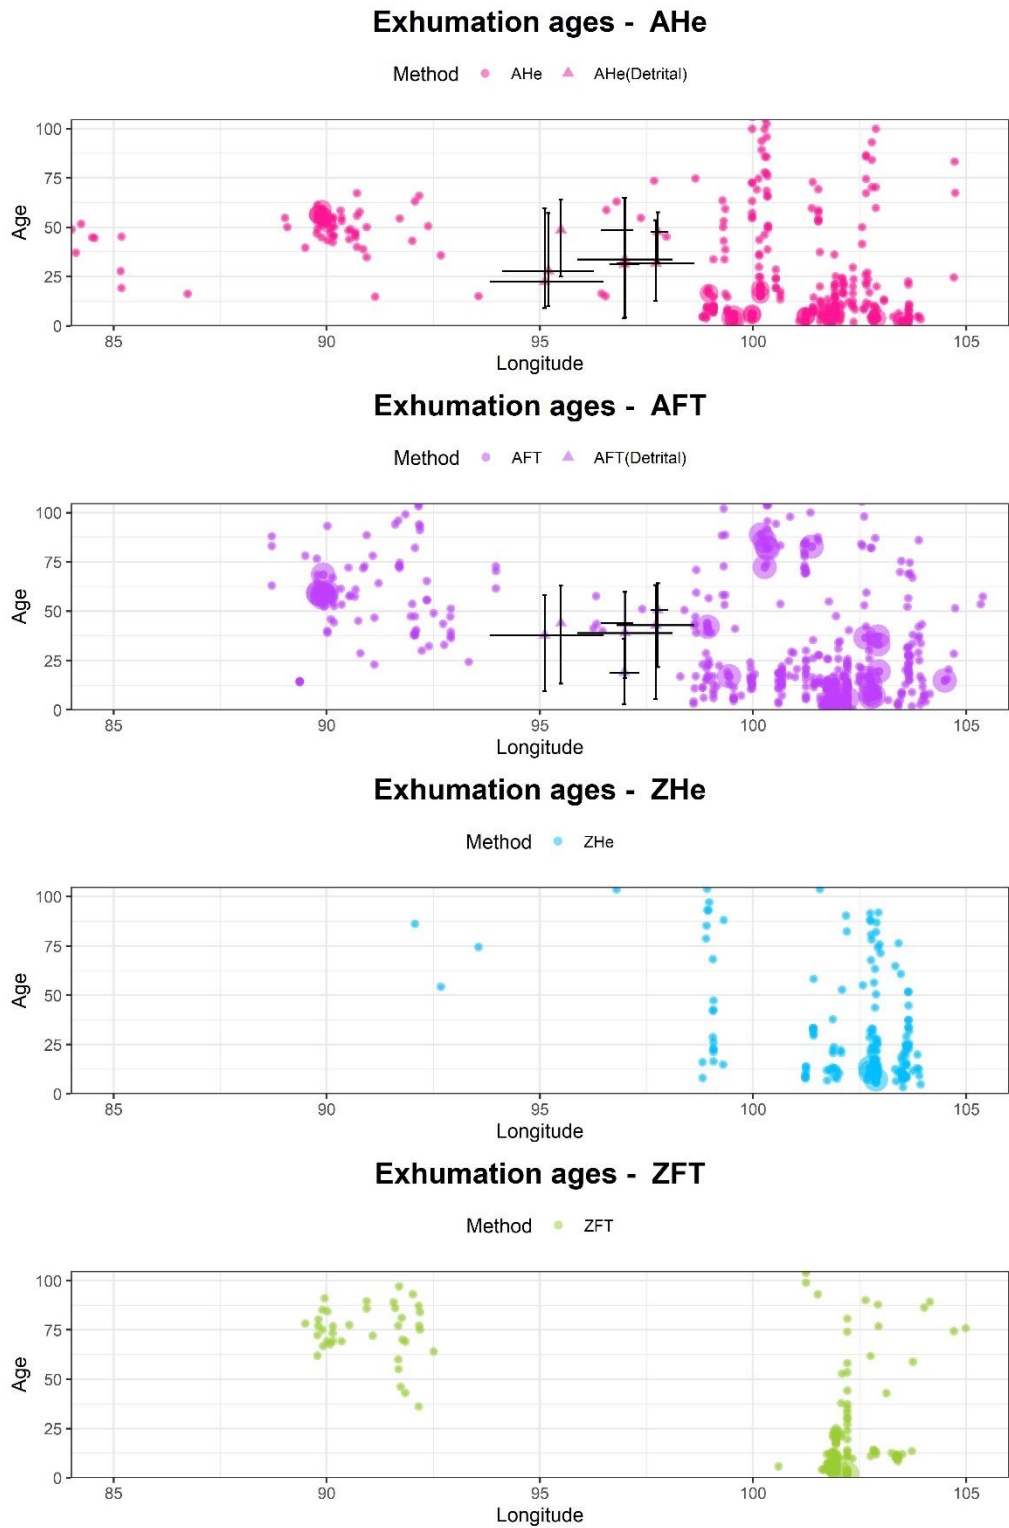 Exhumation ages - AHe
Method AHe AHe(Detrital)
100
75
50
25
0
Age
85 90 95 100 105
Longitude
Exhumation ages - AFT
Method AFT AFT(Detrital)
100
75
50
25
0
Age
85 90 95 100 105
Longitude
Exhumation ages - ZHe
Method ZHe
100
75
50
25
0
Age
85 90 95 100 105
Longitude
Exhumation ages - ZFT
Method ZFT
100
75
50
25
0
Age
85 90 95 100 105
Longitude